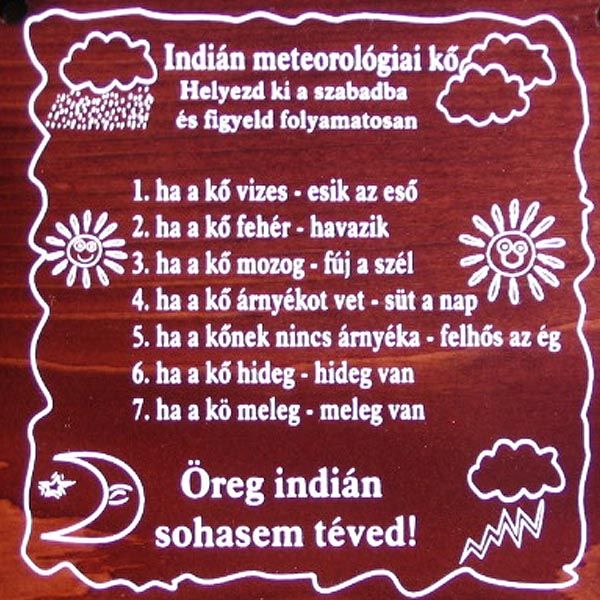 Indián meteorológiai kő
Helyezd ki a szabadba
és figyeld folyamatosan
1. ha a kő vizes - esik az eső
2. ha a kő fehér - havazik
3. ha a kő mozog - fúj a szél
4. ha a kő árnyékot vet - süt a nap
5. ha a kőnek nincs árnyéka - felhős az ég
6. ha a kő hideg - hideg van
7. ha a kö meleg - meleg van
Öreg indián
sohasem téved!